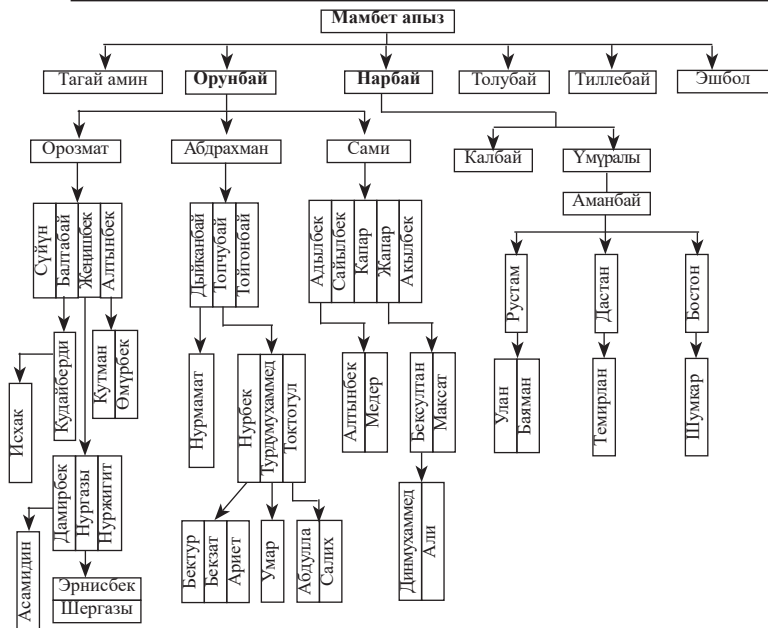 Мамбет апыз
Тагай амин
Орунбай
Нарбай
Толубай
Тиллебай
Эшбол
Орозмат
Абдрахман
Сами
Калбай
Үмүралы
Аманбай
Сүйүн
Балтабай
Жеңишбек
Алтынбек
Дыйканбай
Топчубай
Тойгонбай
Адылбек
Сайылбек
Капар
Жапар
Акылбек
Рустам
Дастан
Бостон
Исхак
Кудайберди
Кутман
Өмүрбек
Нурмамат
Нурбек
Турдумухаммед
Токтогул
Алтынбек
Медер
Бексултан
Максат
Улан
Баяман
Темирлан
Шумкар
Дамирбек
Нургазы
Нуржигит
Асамидин
Эрнисбек
Шергазы
Бектур
Бекзат
Ариет
Умар
Абдулла
Салих
Динмухаммед
Али